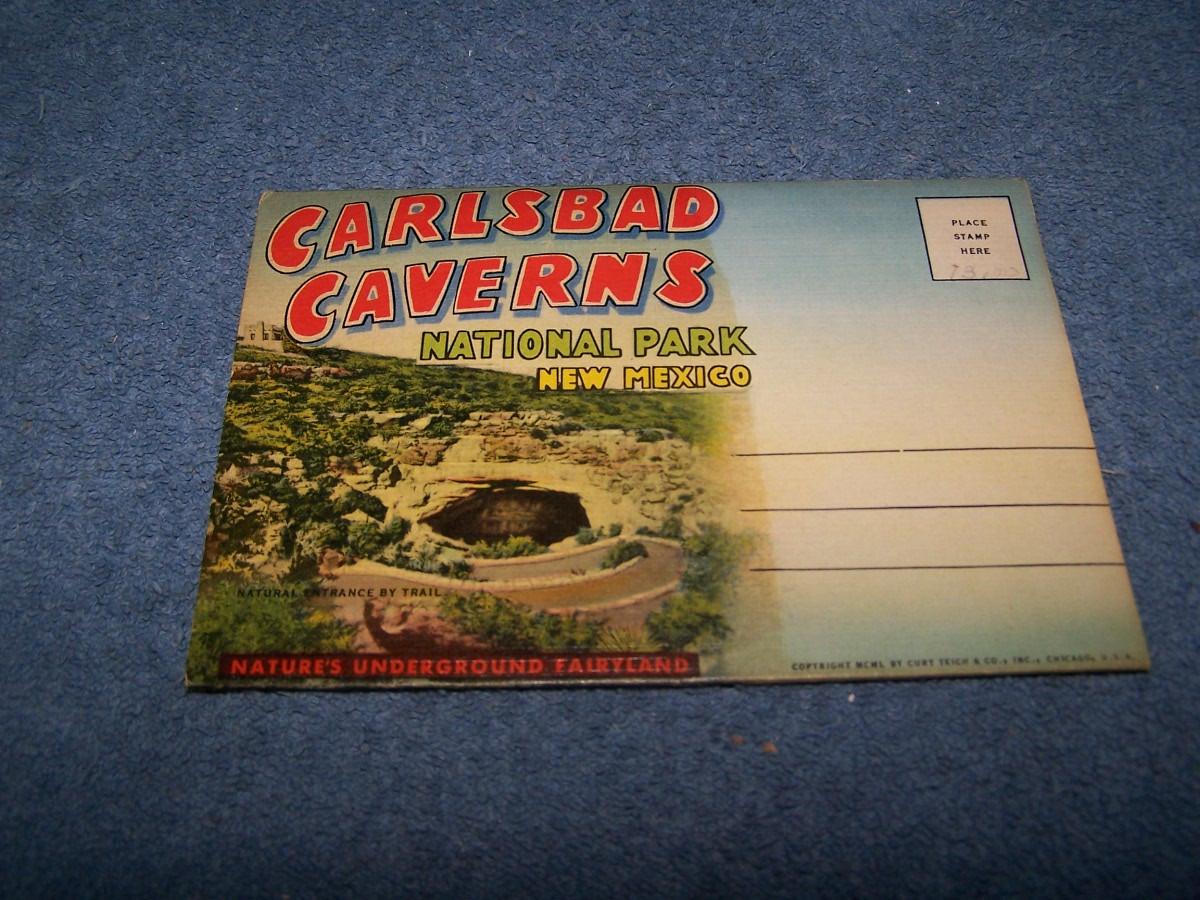 CARLSBAD
CAVERNS
NATIONAL PARK
NEW MEXICO
PLACE
STAMP
HERE
NATURAL ENTRANCE BY TRAIL
NATURE'S UNDERGROUND FAIRYLAND
COPYRIGHT MCML BY CURT TEICH & CO., INC., CHICAGO, U.S.A.